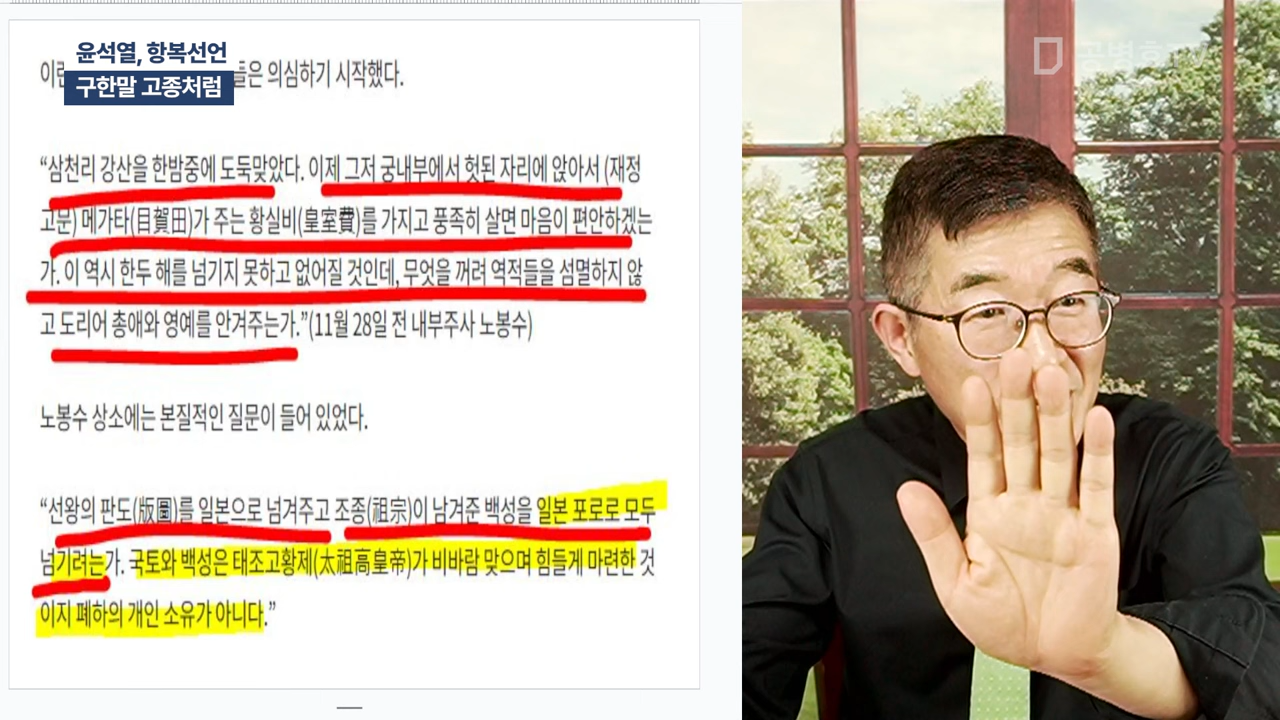 윤석열, 항복선언
구한말 고종처럼
이런
들은 의심하기 시작했다.
“삼천리 강산을 한밤중에 도둑맞았다. 이제 그저 궁내부에서 헛된 자리에 앉아서 (재정
고문) 메가타(目賀田)가 주는 황실비(皇室費)를 가지고 풍족히 살면 마음이 편안하겠는
가. 이 역시 한두 해를 넘기지 못하고 없어질 것인데, 무엇을 꺼려 역적들을 섬멸하지 않
고 도리어 총애와 영예를 안겨주는가.”(11월 28일 전 내부주사 노봉수)
노봉수 상소에는 본질적인 질문이 들어 있었다.
“선왕의 판도(版圖)를 일본으로 넘겨주고 조종(祖宗)이 남겨준 백성을 일본 포로로 모두
넘기려는가. 국토와 백성은 태조고황제(太祖高皇帝)가 비바람 맞으며 힘들게 마련한 것
이지 폐하의 개인 소유가 아니다.”
공병호